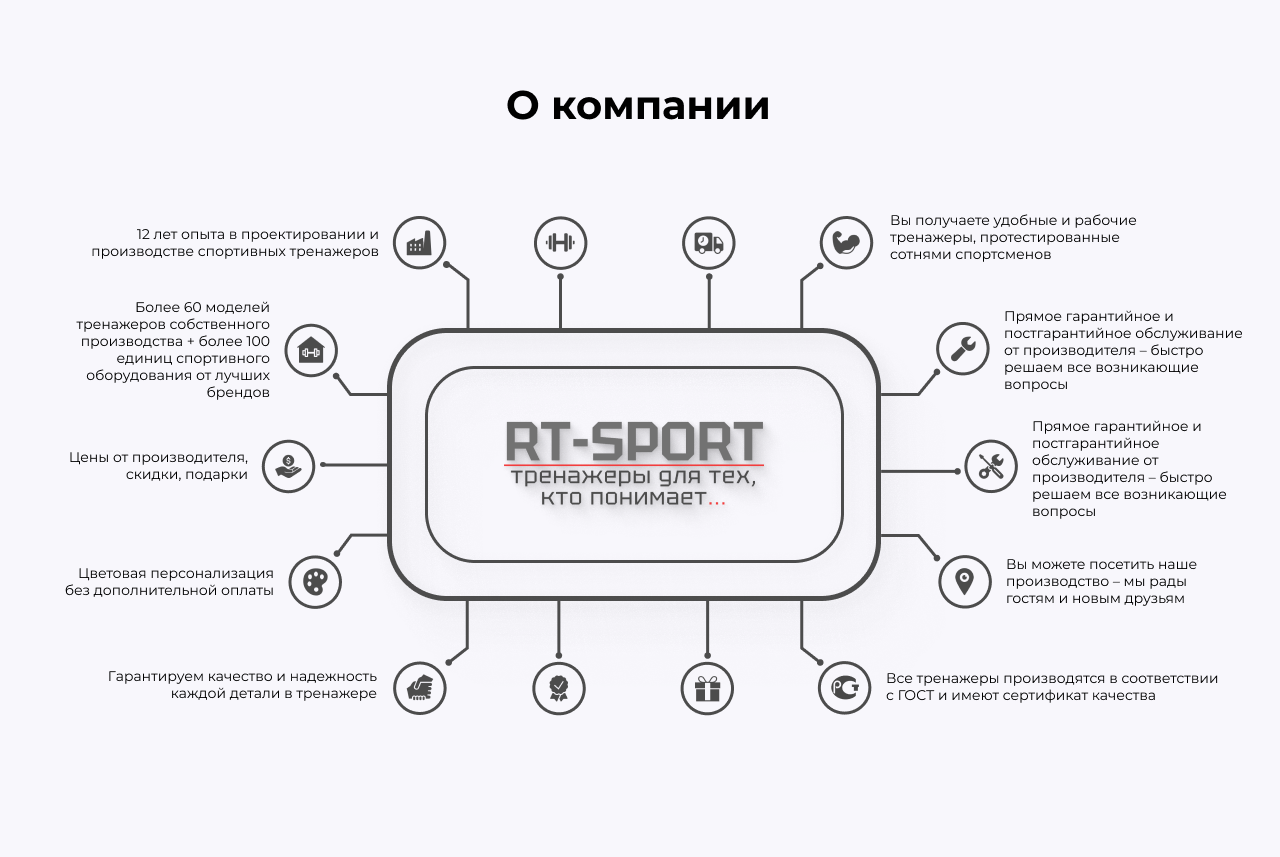 О компании
12 лет опыта в проектировании и
производстве спортивных тренажеров
Вы получаете удобные и рабочие
тренажеры, протестированные
сотнями спортсменов
Более 60 моделей
тренажеров собственного
производства + более 100
единиц спортивного
оборудования от лучших
брендов
Прямое гарантийное и
постгарантийное обслуживание
от производителя – быстро
решаем все возникающие
вопросы
RT-SPORT
тренажеры для тех,
кто понимает...
Цены от производителя,
скидки, подарки
$
Прямое гарантийное и
постгарантийное
обслуживание от
производителя – быстро
решаем все возникающие
вопросы
Цветовая персонализация
без дополнительной оплаты
Вы можете посетить наше
производство – мы рады
гостям и новым друзьям
Гарантируем качество и надежность
каждой детали в тренажере
Все тренажеры производятся в соответствии
с ГОСТ и имеют сертификат качества